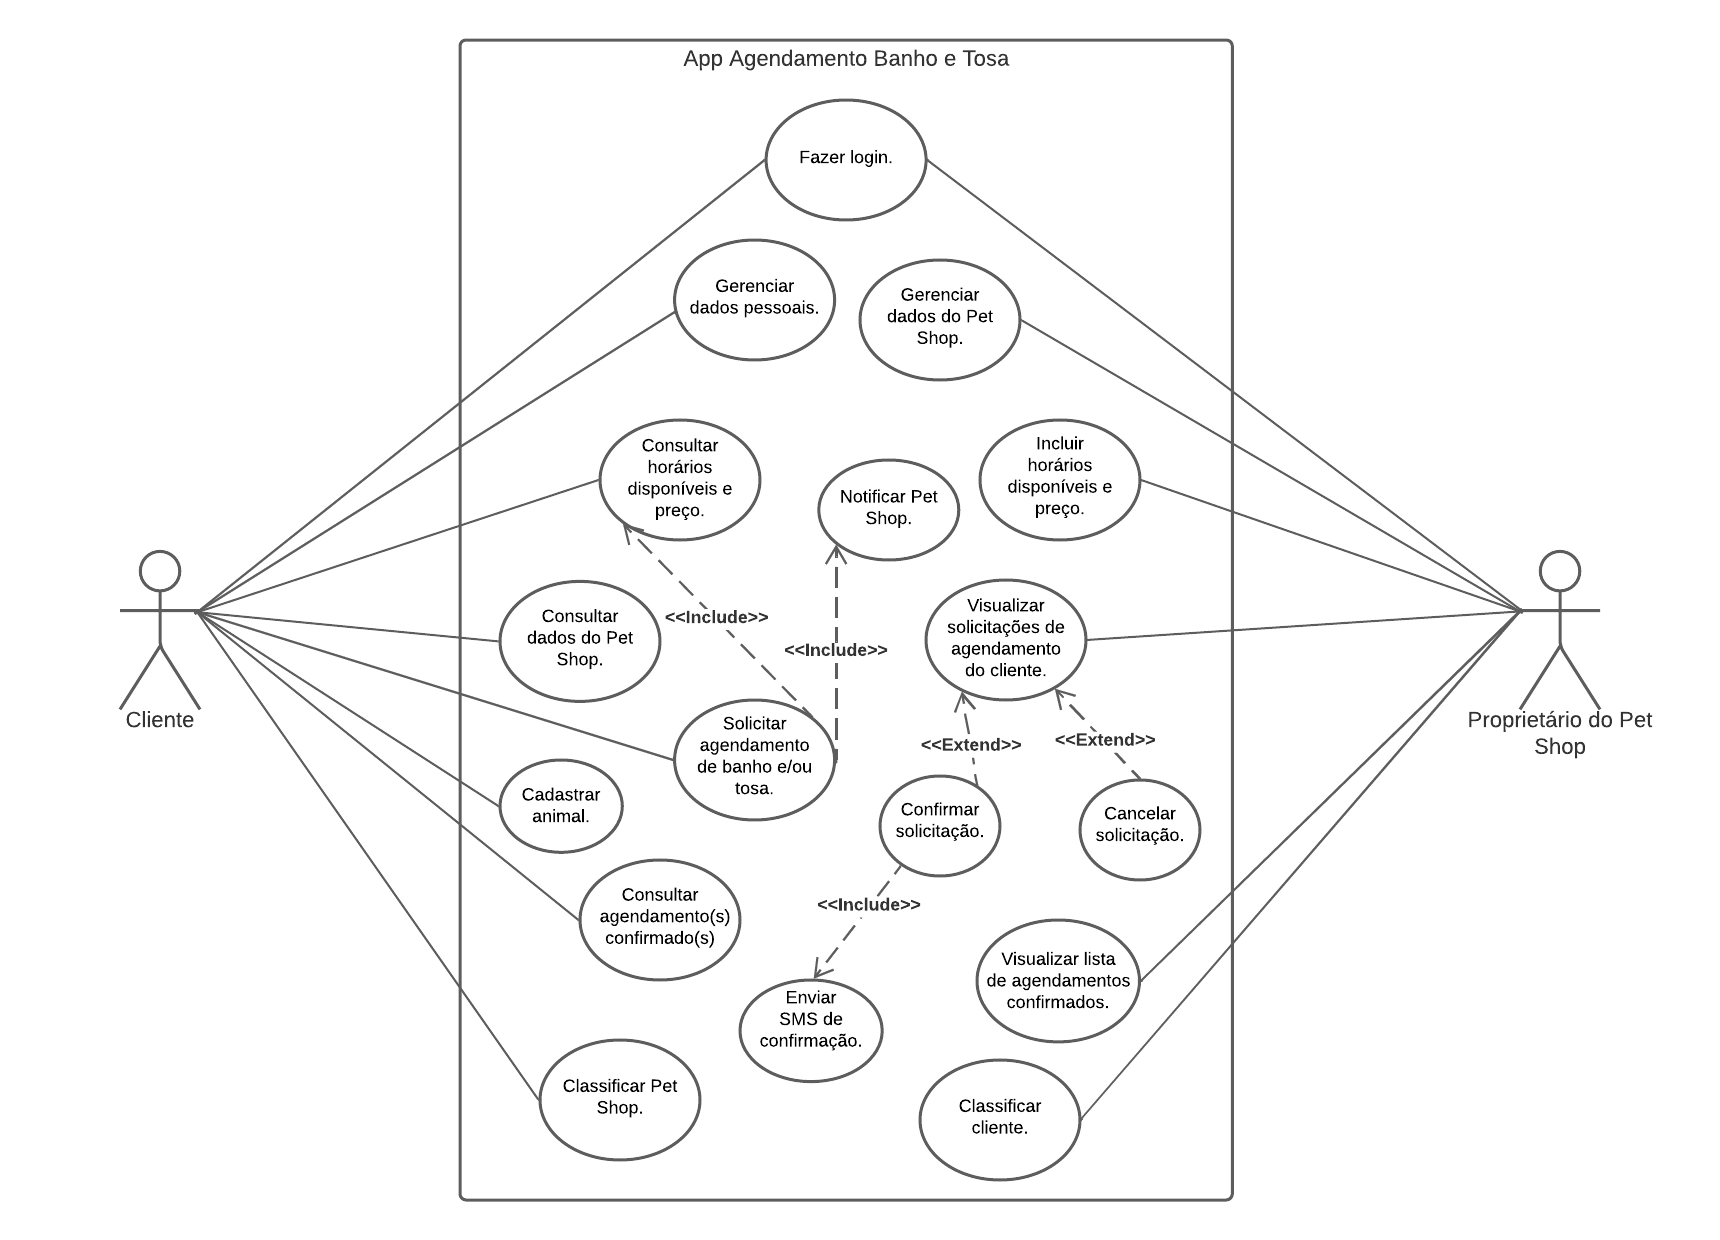 App Agendamento Banho e Tosa
Fazer login.
Gerenciar
dados pessoais.
Gerenciar
dados do Pet
Shop.
Consultar
horários
disponíveis e
preço.
Notificar Pet
Shop.
Incluir
horários
disponíveis e
preço.
Consultar
dados do Pet
Shop.
<<Include>>
<<Include>>
Visualizar
solicitações de
agendamento
do cliente.
Cliente
Proprietário do Pet
Shop
Solicitar
agendamento
de banho e/ou
tosa.
<<Extend>>
<<Extend>>
Cadastrar
animal.
Confirmar
solicitação.
Cancelar
solicitação.
Consultar
agendamento(s)
confirmado(s)
<<Include>>
Visualizar lista
de agendamentos
confirmados.
Enviar
SMS de
confirmação.
Classificar Pet
Shop.
Classificar
cliente.